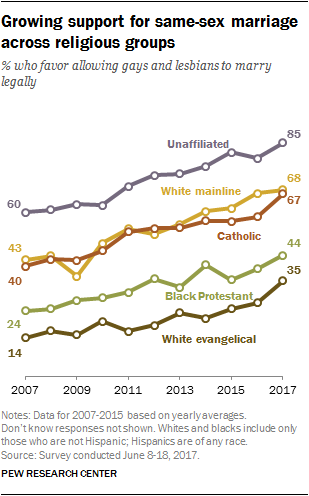 Growing support for same-sex marriage
across religious groups
% who favor allowing gays and lesbians to marry
legally
85
Unaffiliated
68
60
White mainline
67
Catholic
43
44
40
Black Protestant
35
24
White evangelical
14
2007 2009 2011 2013 2015 2017
Notes: Data for 2007-2015 based on yearly averages.
Don't know responses not shown. Whites and blacks include only
those who are not Hispanic; Hispanics are of any race.
Source: Survey conducted June 8-18, 2017.
PEW RESEARCH CENTER